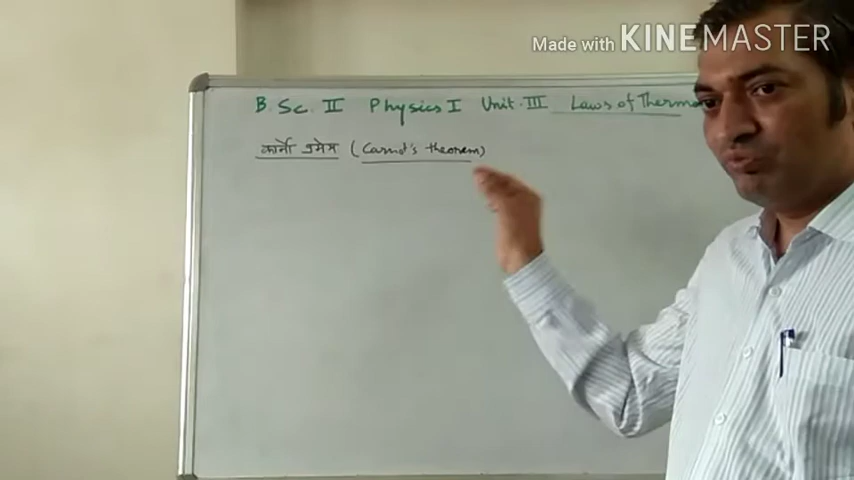 Made with KINEMASTER
B.Sc. II Physics I Unit-III Laws of Thermo
कार्नो प्रमेय (Carnot's theorem)